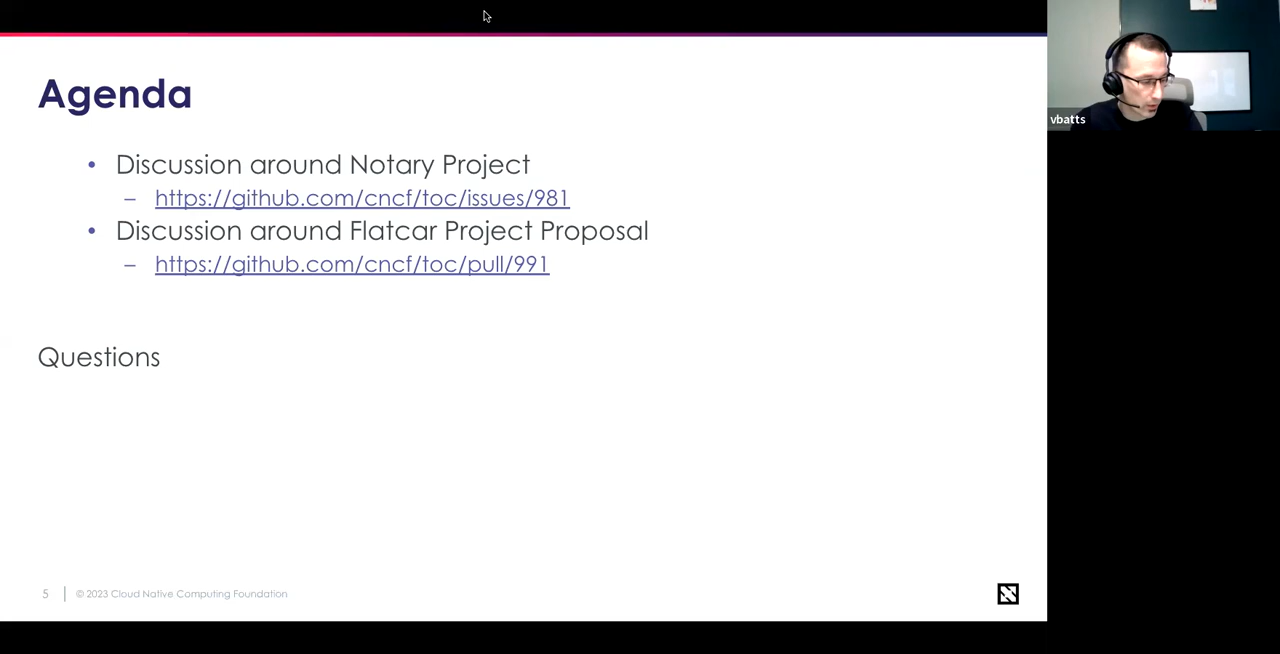 Agenda
• Discussion around Notary Project
– https://github.com/cncf/toc/issues/981
• Discussion around Flatcar Project Proposal
– https://github.com/cncf/toc/pull/991
Questions
5 | © 2023 Cloud Native Computing Foundation
vbatts